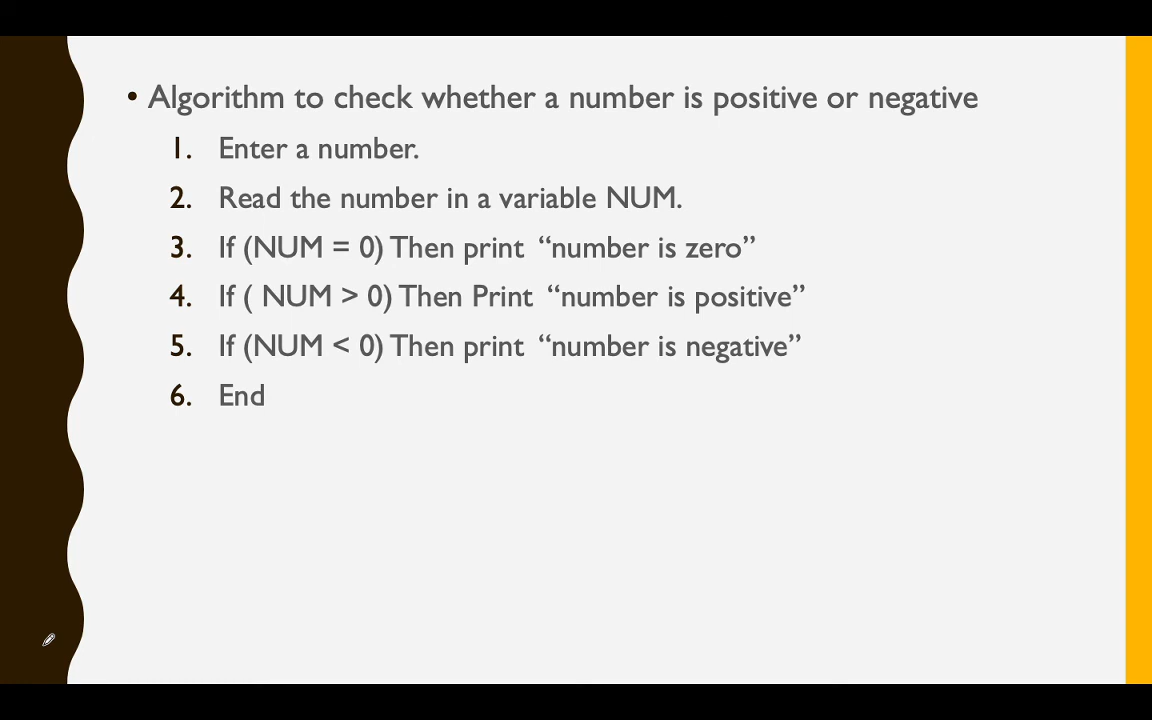 • Algorithm to check whether a number is positive or negative
1. Enter a number.
2. Read the number in a variable NUM.
3. If (NUM = 0) Then print “number is zero”
4. If ( NUM > 0) Then Print “number is positive”
5. If (NUM < 0) Then print “number is negative”
6. End